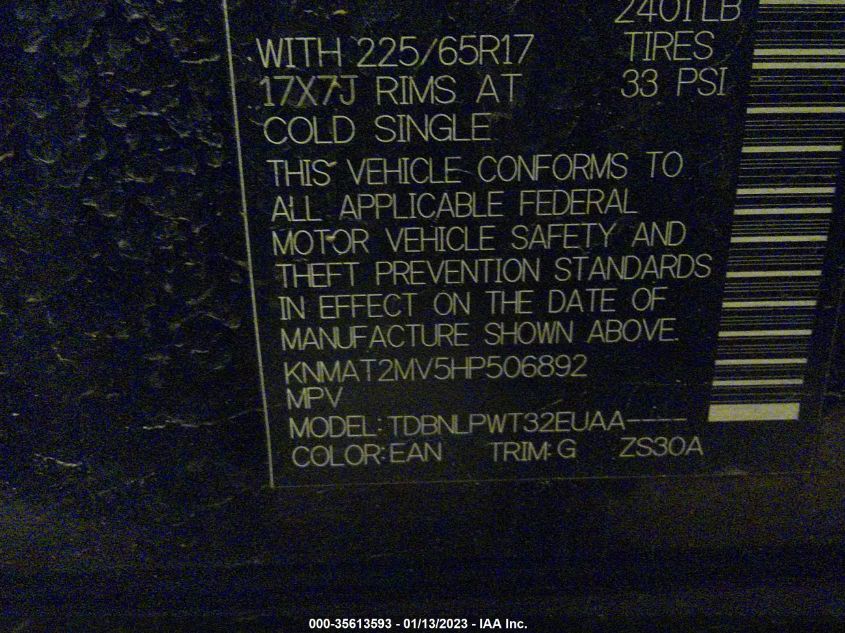 2401LB
WITH 225/65R17 TIRES
17X7J RIMS AT 33 PSI
COLD SINGLE
THIS VEHICLE CONFORMS TO
ALL APPLICABLE FEDERAL
MOTOR VEHICLE SAFETY AND
THEFT PREVENTION STANDARDS
IN EFFECT ON THE DATE OF
MANUFACTURE SHOWN ABOVE.
KNMAT2MV5HP506892
MPV
MODEL:TDBNLPWT32EUAA----
COLOR:EAN TRIM:G ZS30A
000-35613593 - 01/13/2023 - IAA Inc.